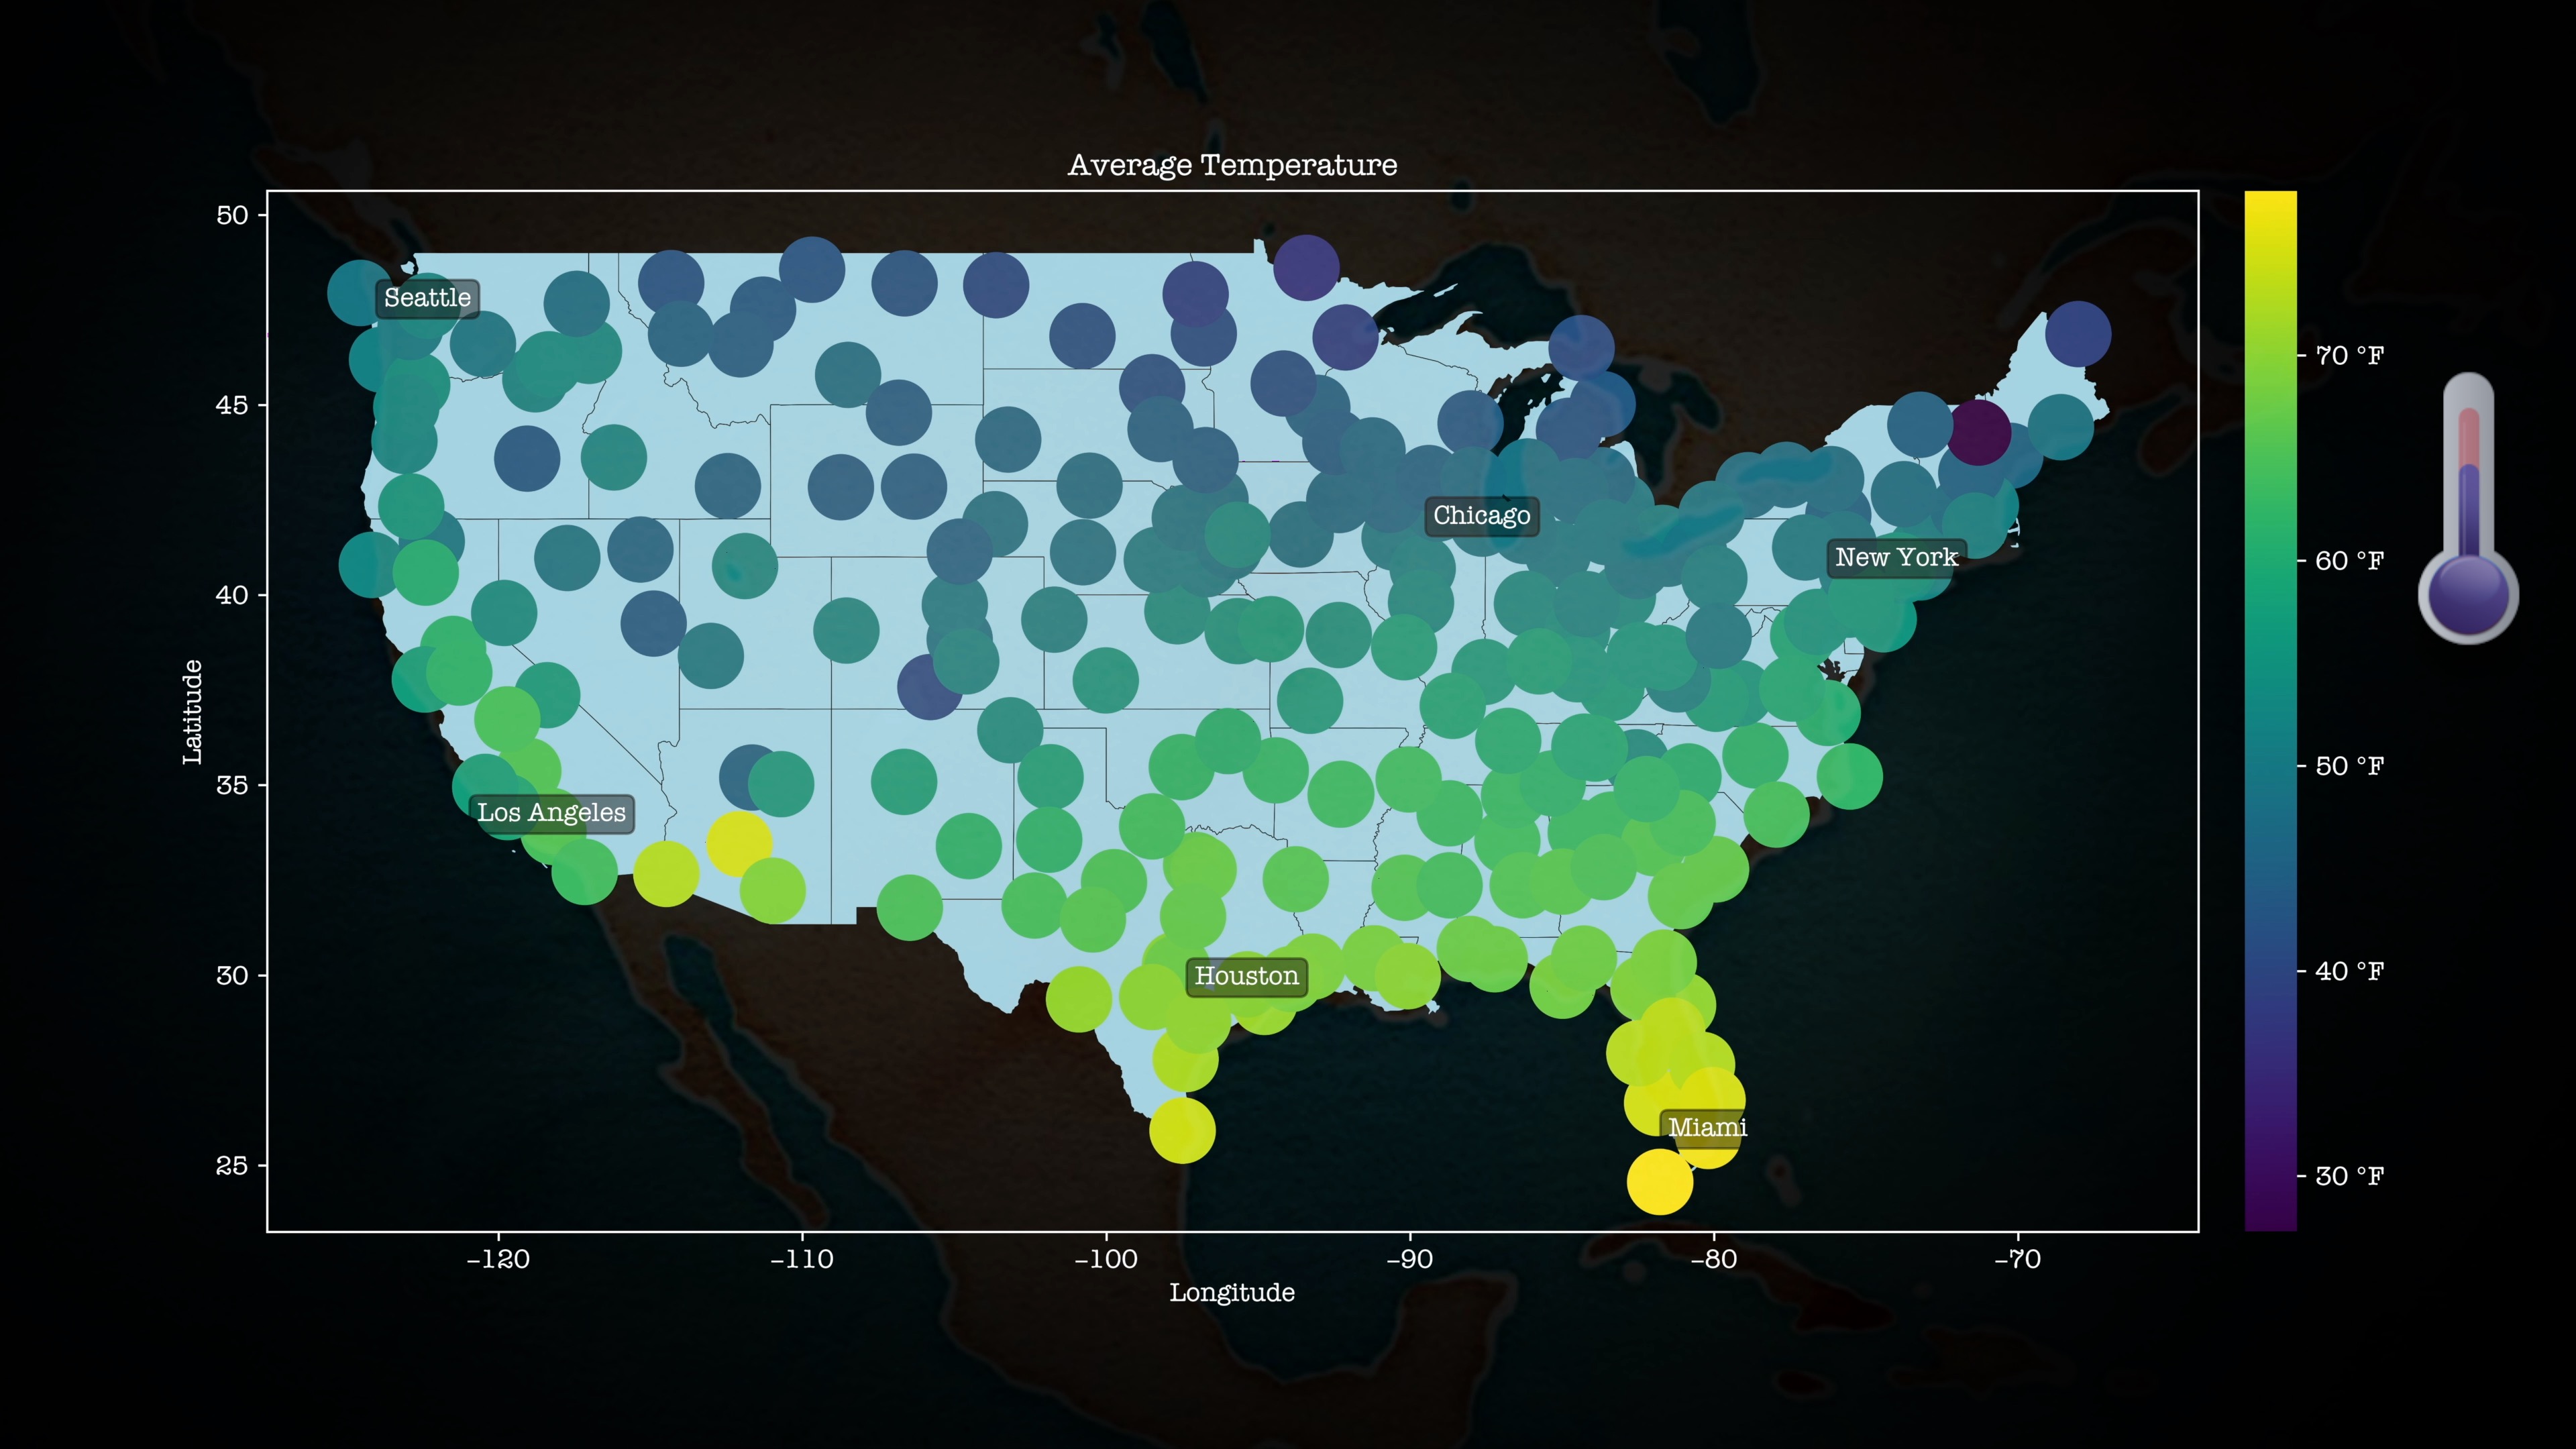 Average Temperature
50
45
40
35
30
25
Latitude
Seattle
Chicago
New York
Los Angeles
Houston
Miami
-120
-110
-100
-90
-80
-70
Longitude
70 °F
60 °F
50 °F
40 °F
30 °F